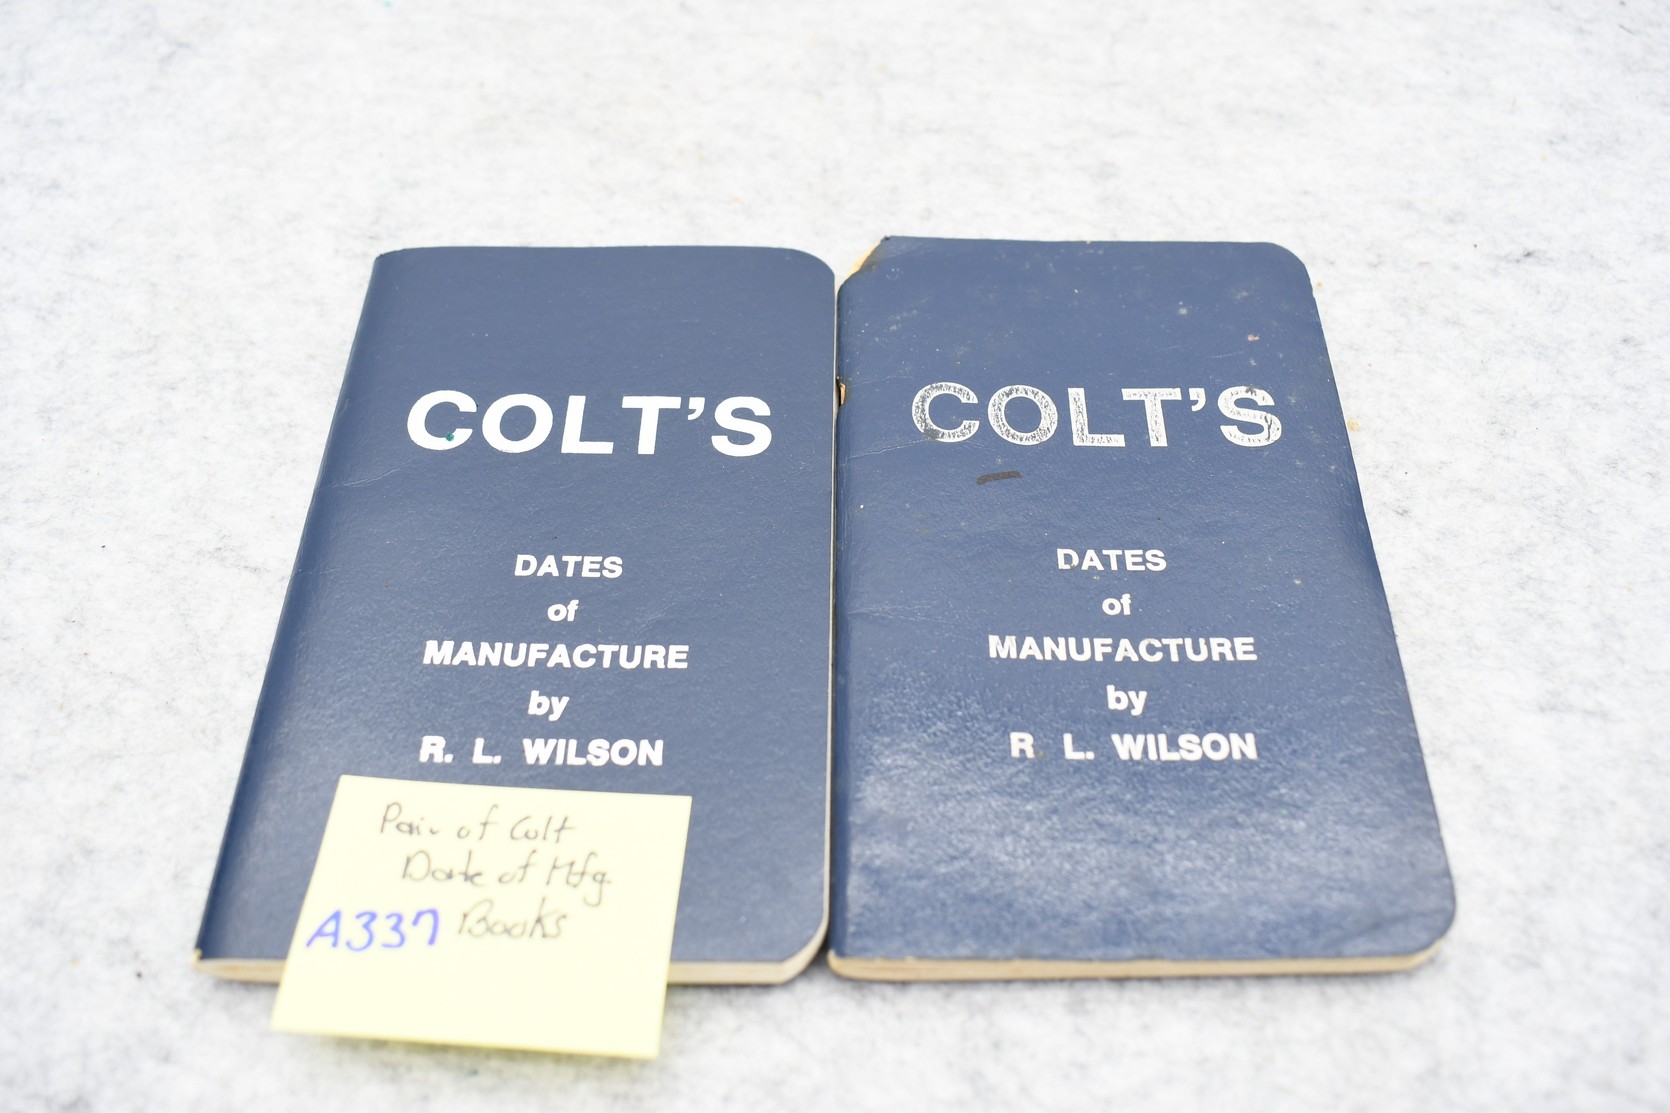 COLT'S
DATES
of
MANUFACTURE
by
R. L. WILSON
Pair of Colt
Date of Mfg
A337 Books
COLT'S
DATES
of
MANUFACTURE
by
R. L. WILSON